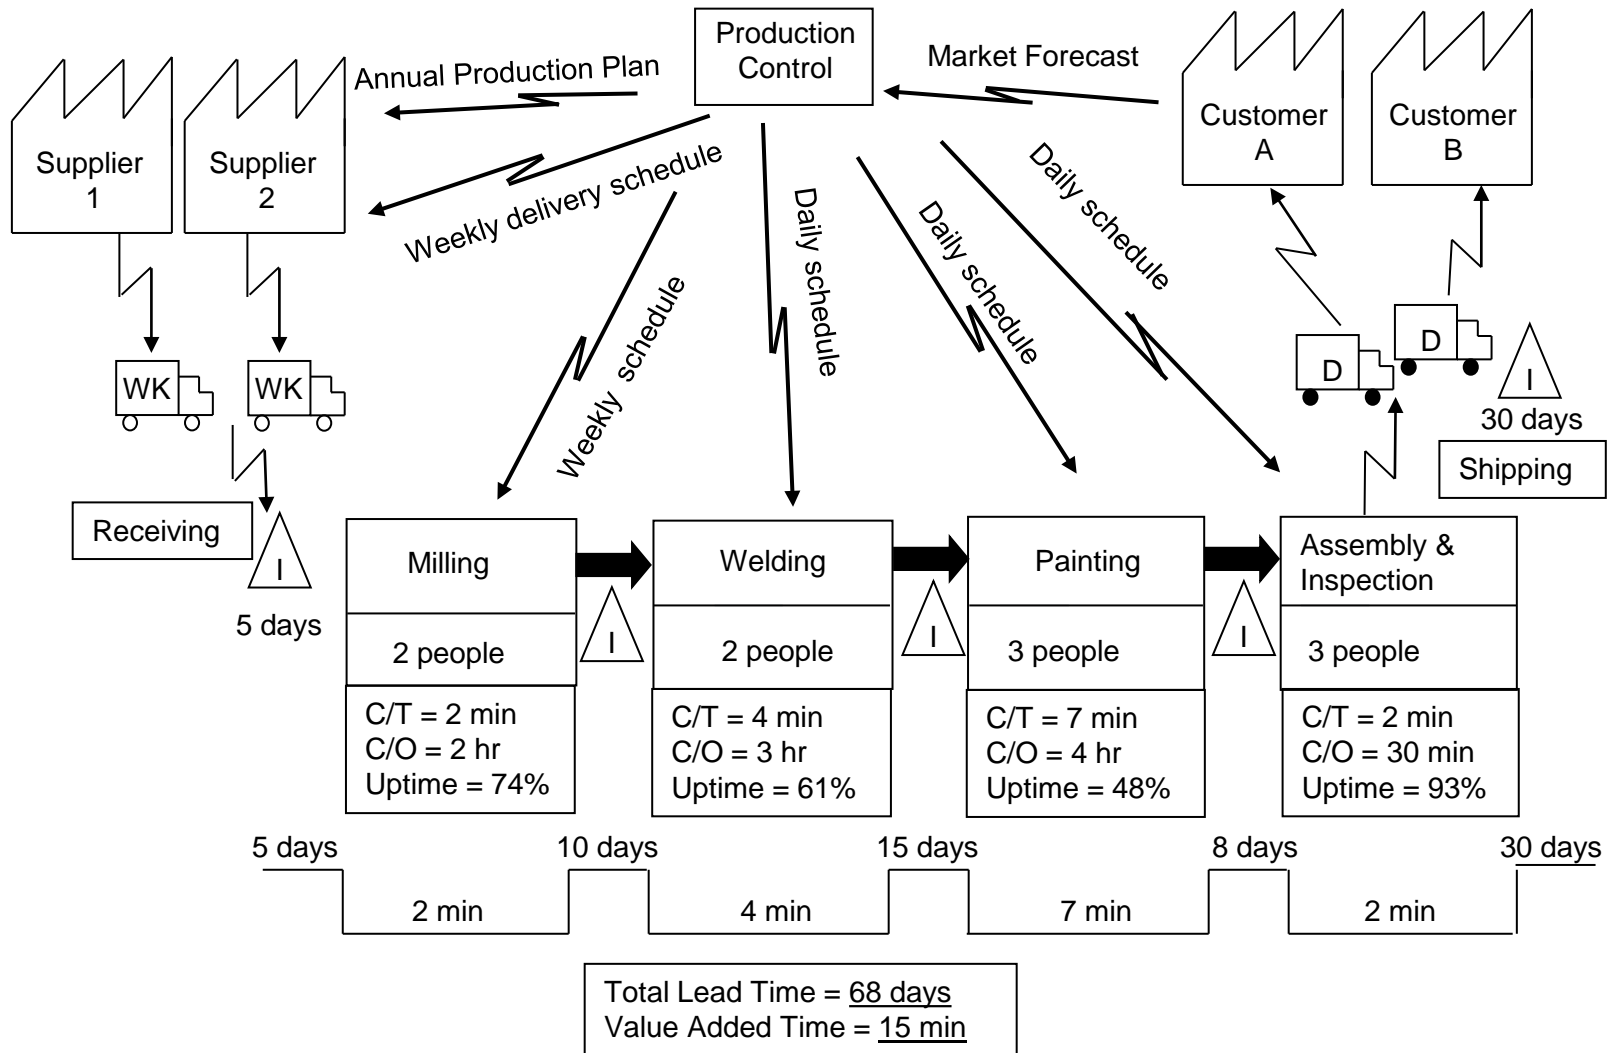 Production
Control
Market Forecast
Annual Production Plan
Customer
A
Customer
B
Supplier
1
Supplier
2
Weekly delivery schedule
Weekly schedule
Daily schedule
Daily schedule
Daily schedule
WK
WK
D
D
I
30 days
Shipping
Receiving
I
5 days
Milling
Welding
Painting
Assembly &
Inspection
I
I
I
2 people
2 people
3 people
3 people
C/T = 2 min
C/O = 2 hr
Uptime = 74%
C/T = 4 min
C/O = 3 hr
Uptime = 61%
C/T = 7 min
C/O = 4 hr
Uptime = 48%
C/T = 2 min
C/O = 30 min
Uptime = 93%
5 days
10 days
15 days
8 days
30 days
2 min
4 min
7 min
2 min
Total Lead Time = 68 days
Value Added Time = 15 min